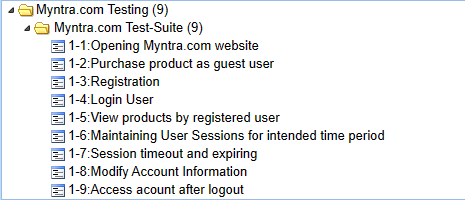 Myntra.com Testing (9)
Myntra.com Test-Suite (9)
1-1:Opening Myntra.com website
1-2:Purchase product as guest user
1-3:Registration
1-4:Login User
1-5:View products by registered user
1-6:Maintaining User Sessions for intended time period
1-7:Session timeout and expiring
1-8:Modify Account Information
1-9:Access acount after logout